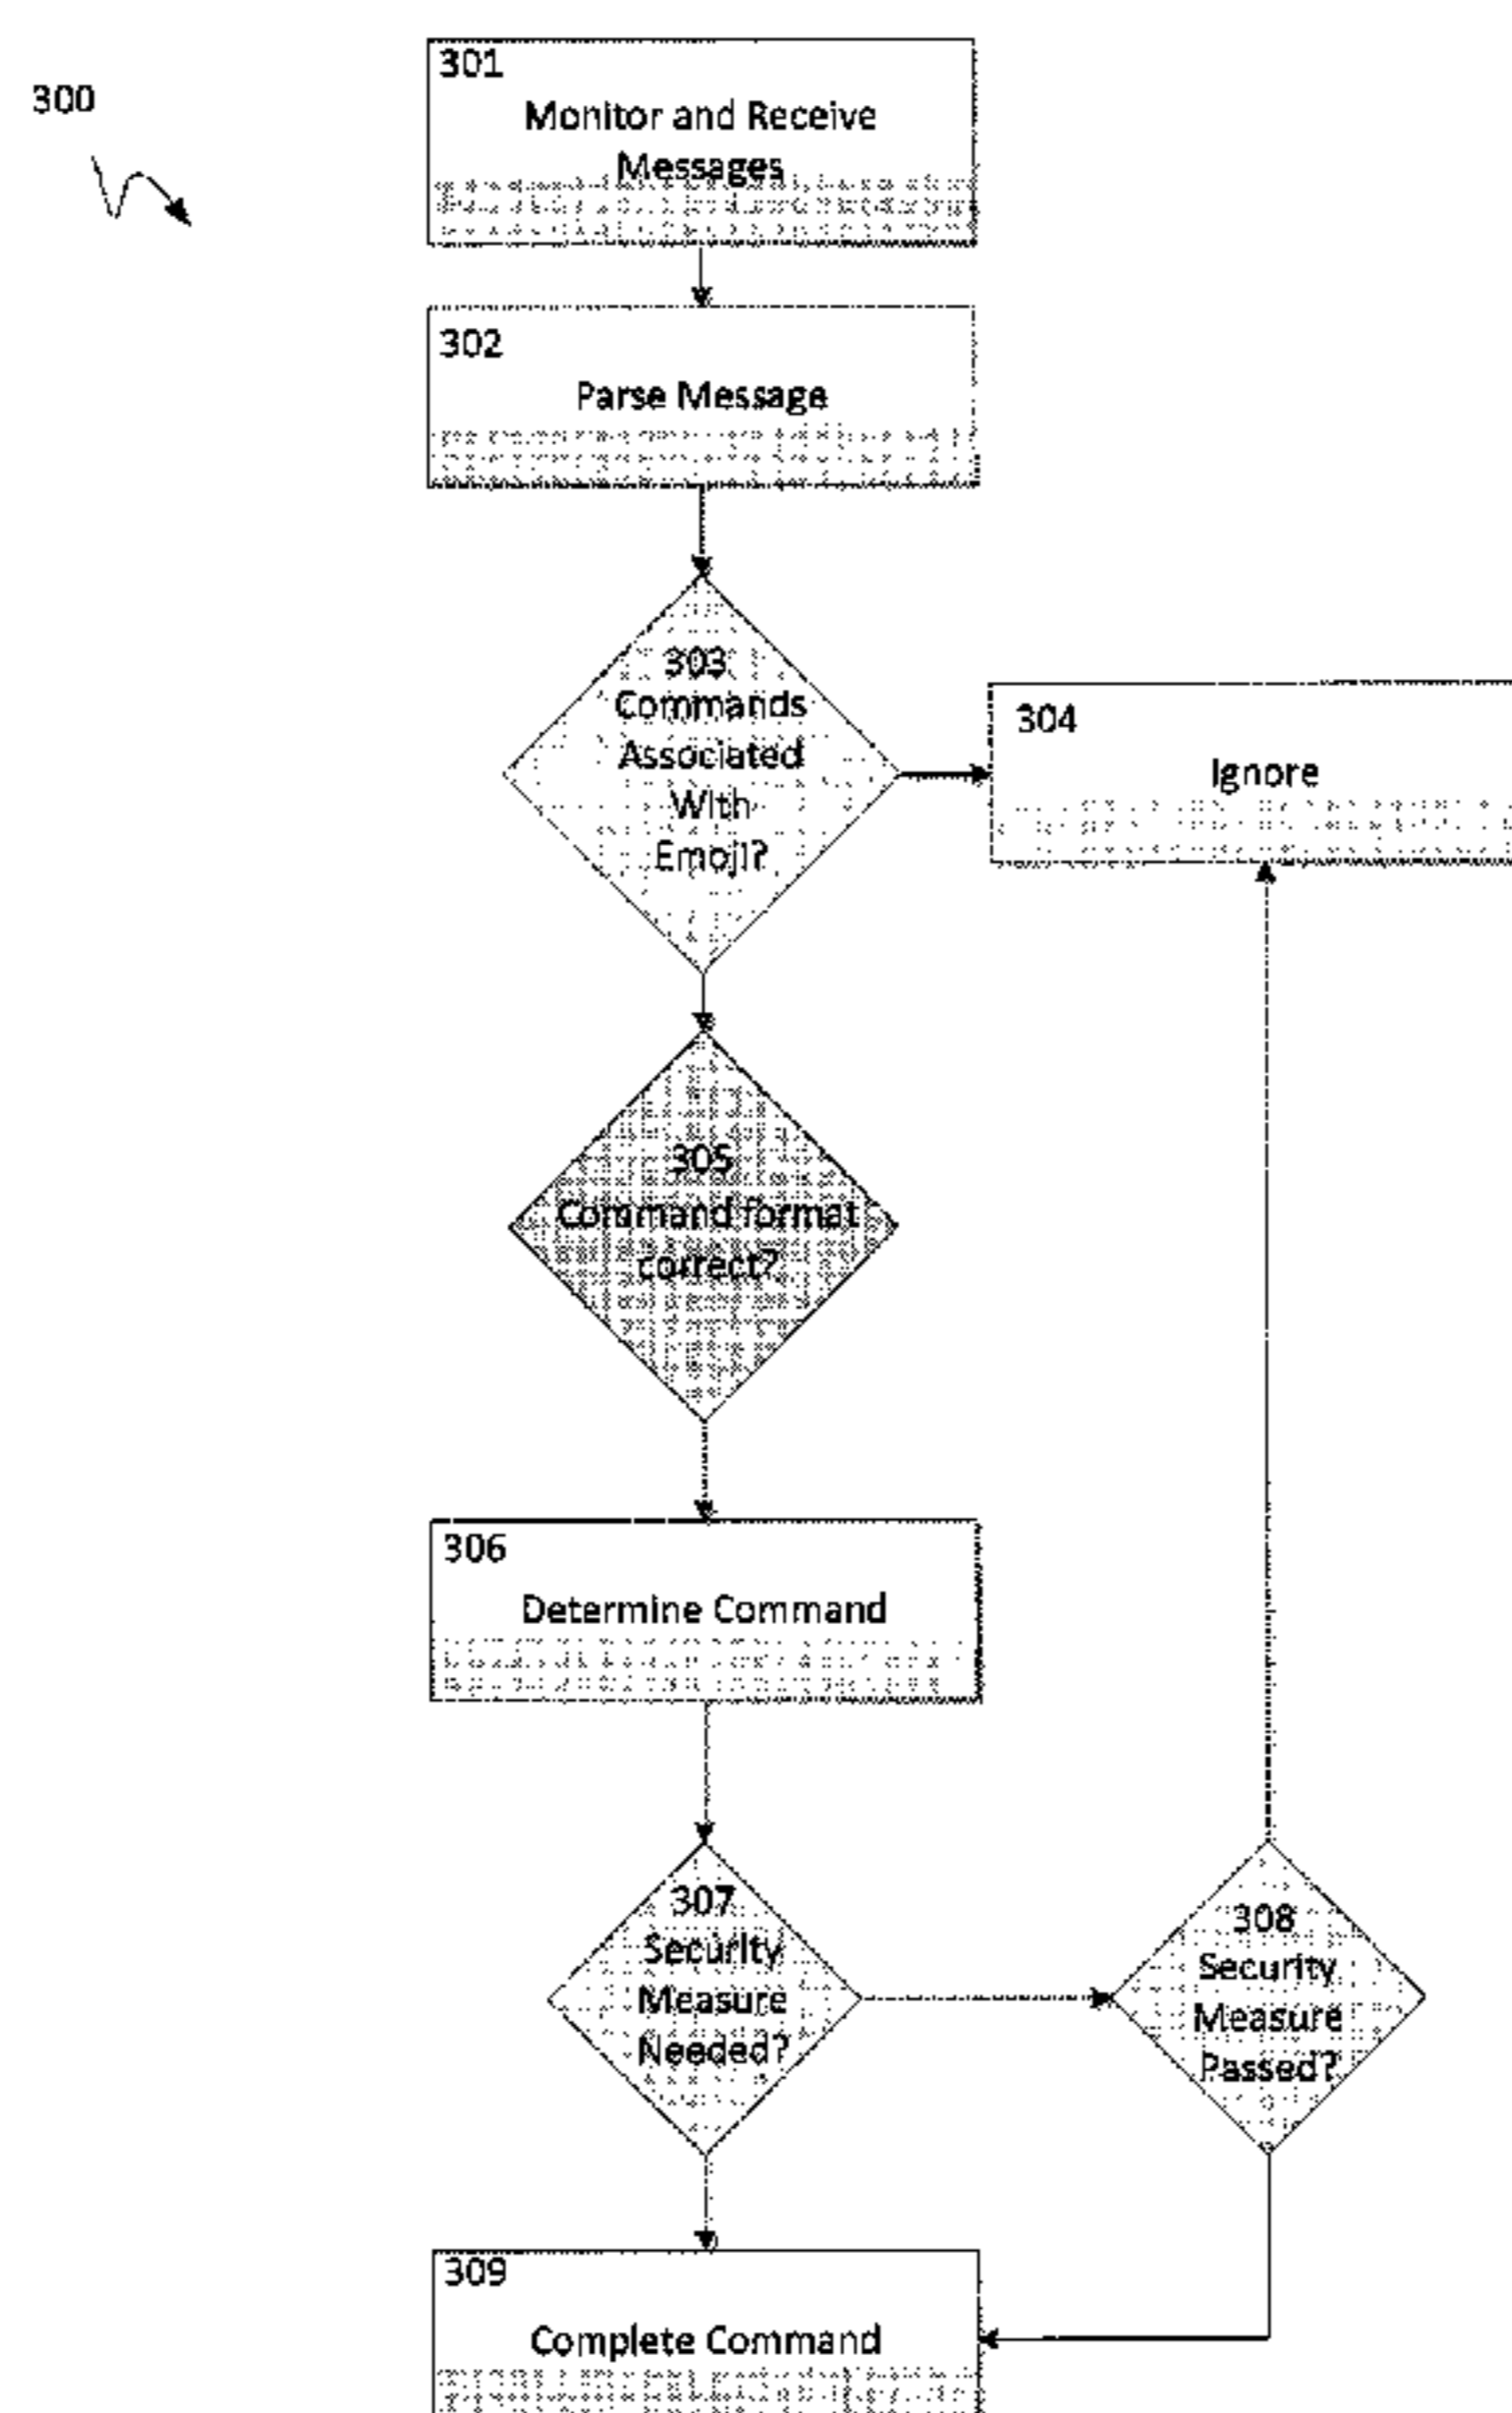 300
301
Monitor and Receive
Messages
302
Parse Message
303
Commands
Associated
With
Emoji?
304
Ignore
305
Command format
correct?
306
Determine Command
307
Security
Measure
Needed?
308
Security
Measure
Passed?
309
Complete Command